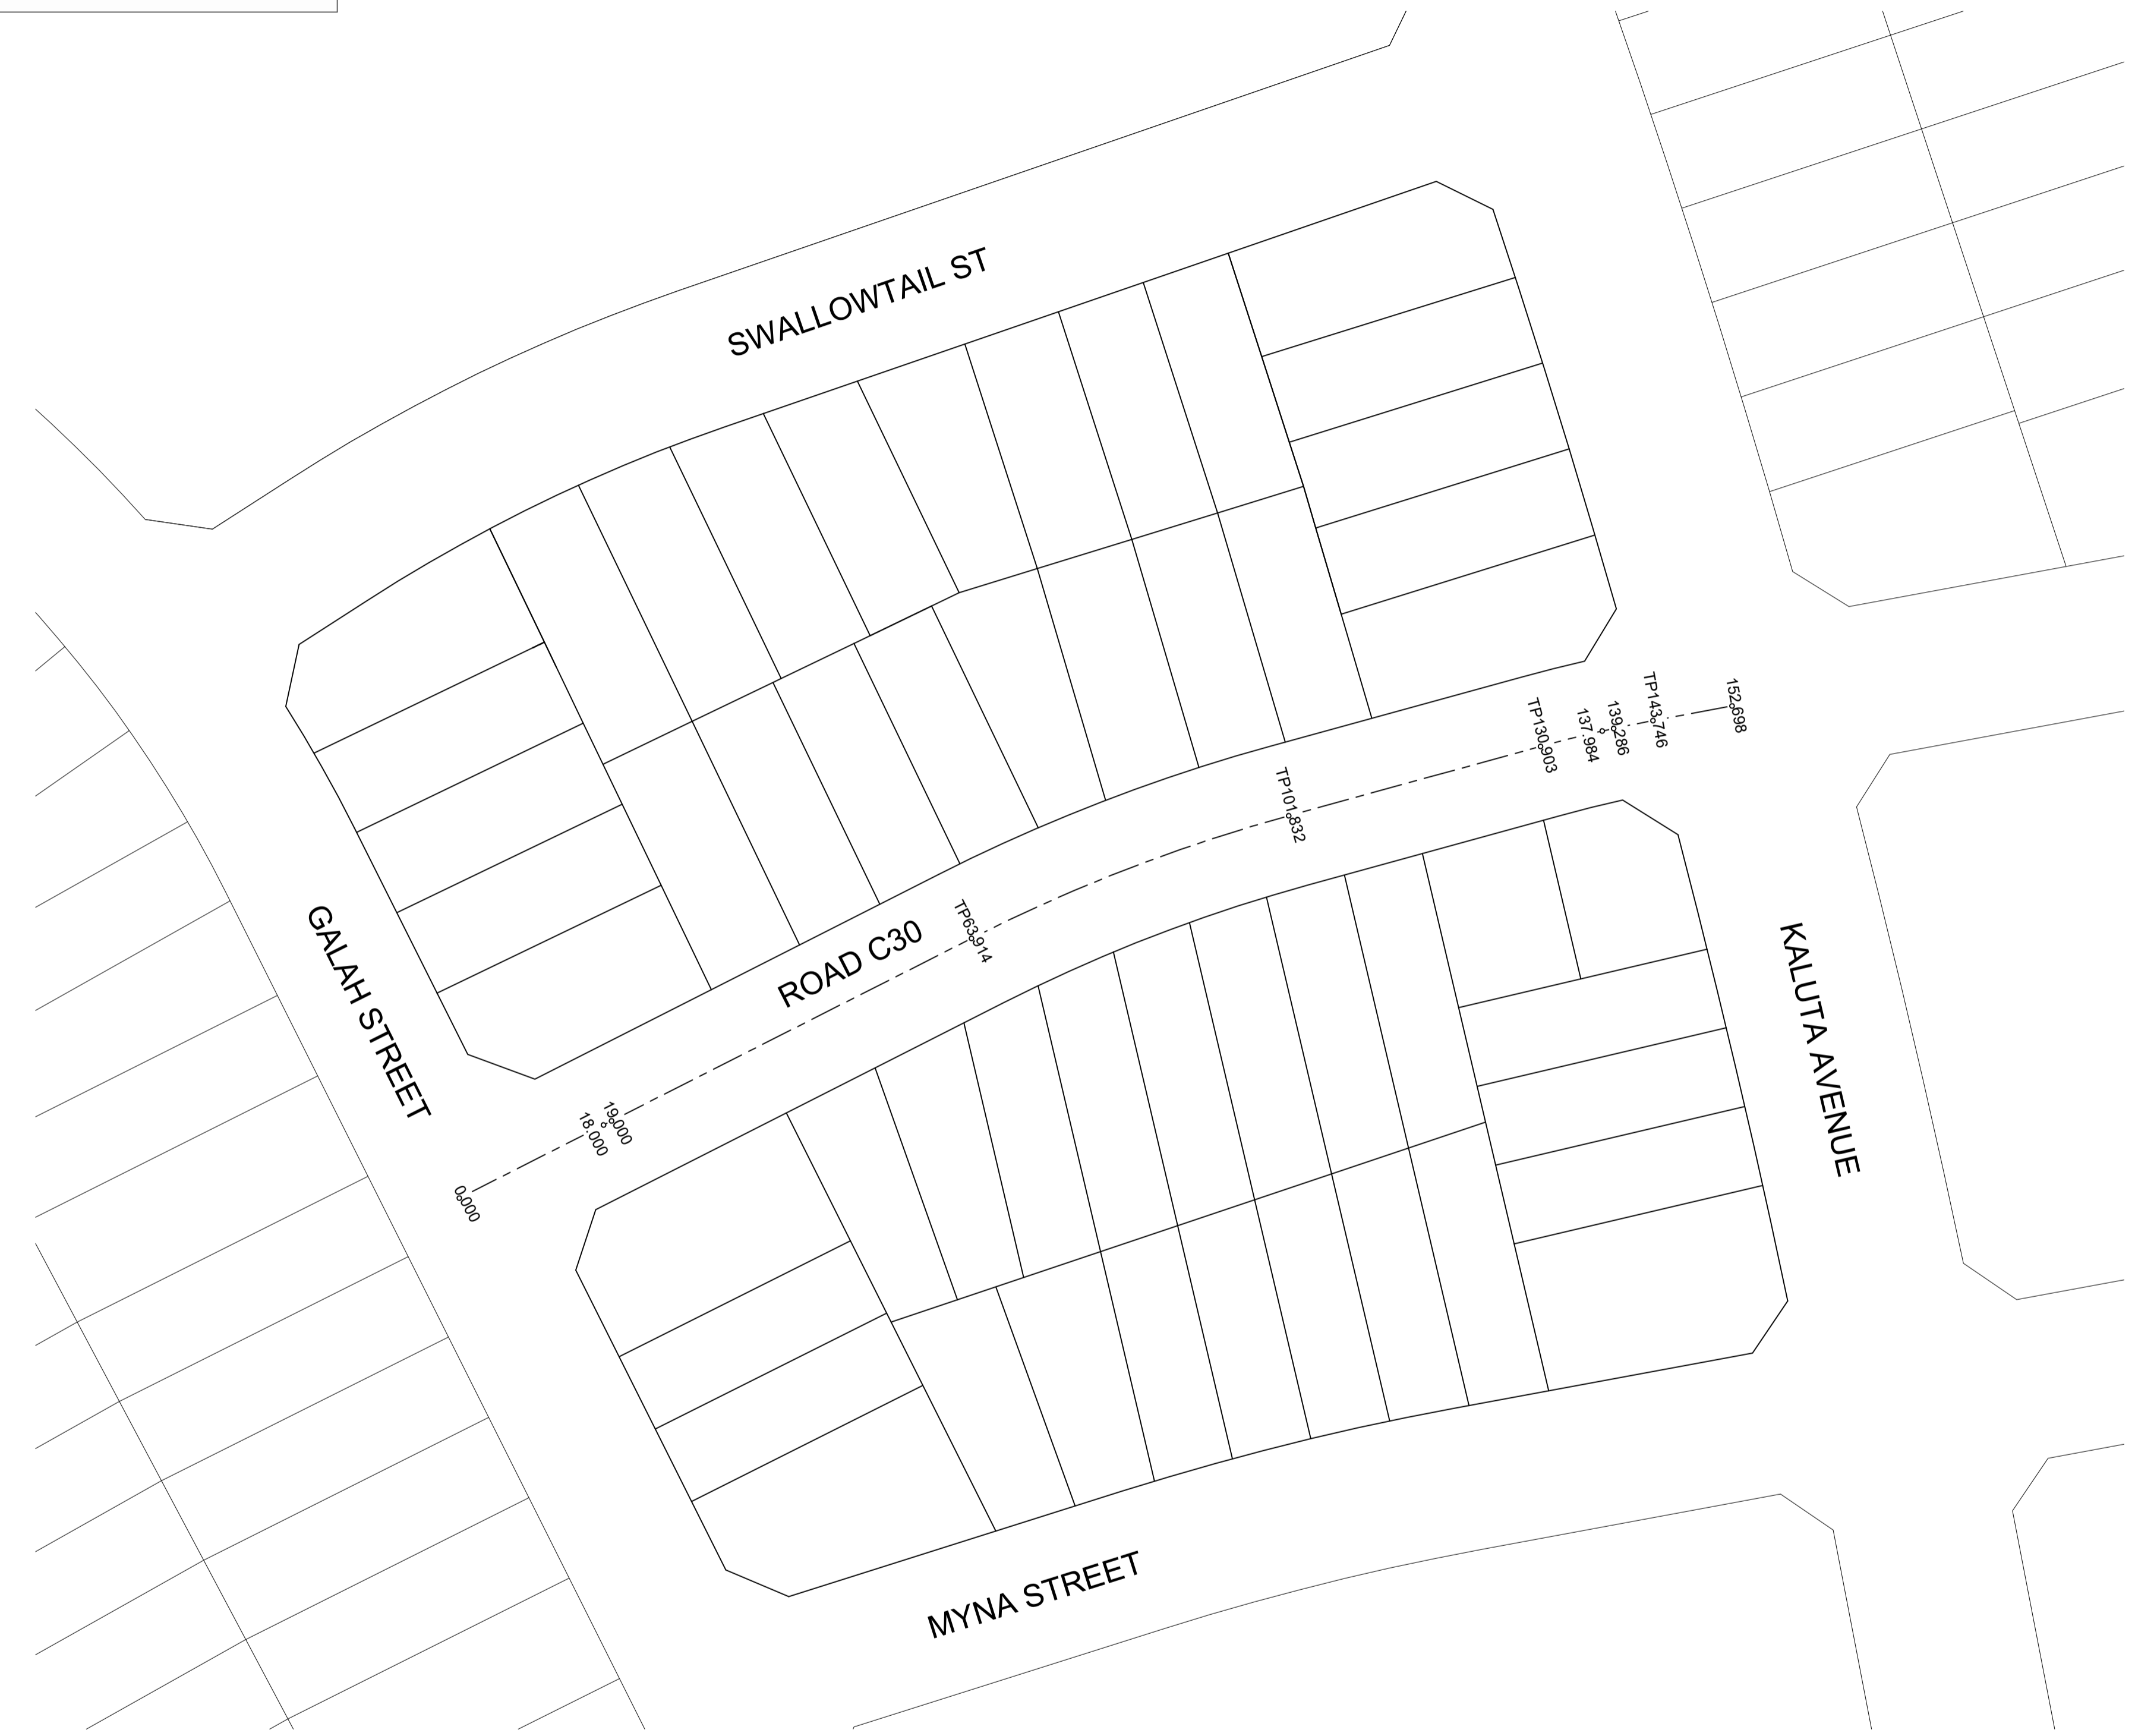 SWALLOWTAIL ST
TP143.746
152.698
TP130.903
137.984
139.286
TP101.832
TP63.914
ROAD C30
GALAH STREET
KALUTA AVENUE
18.000
19.000
0.000
MYNA STREET